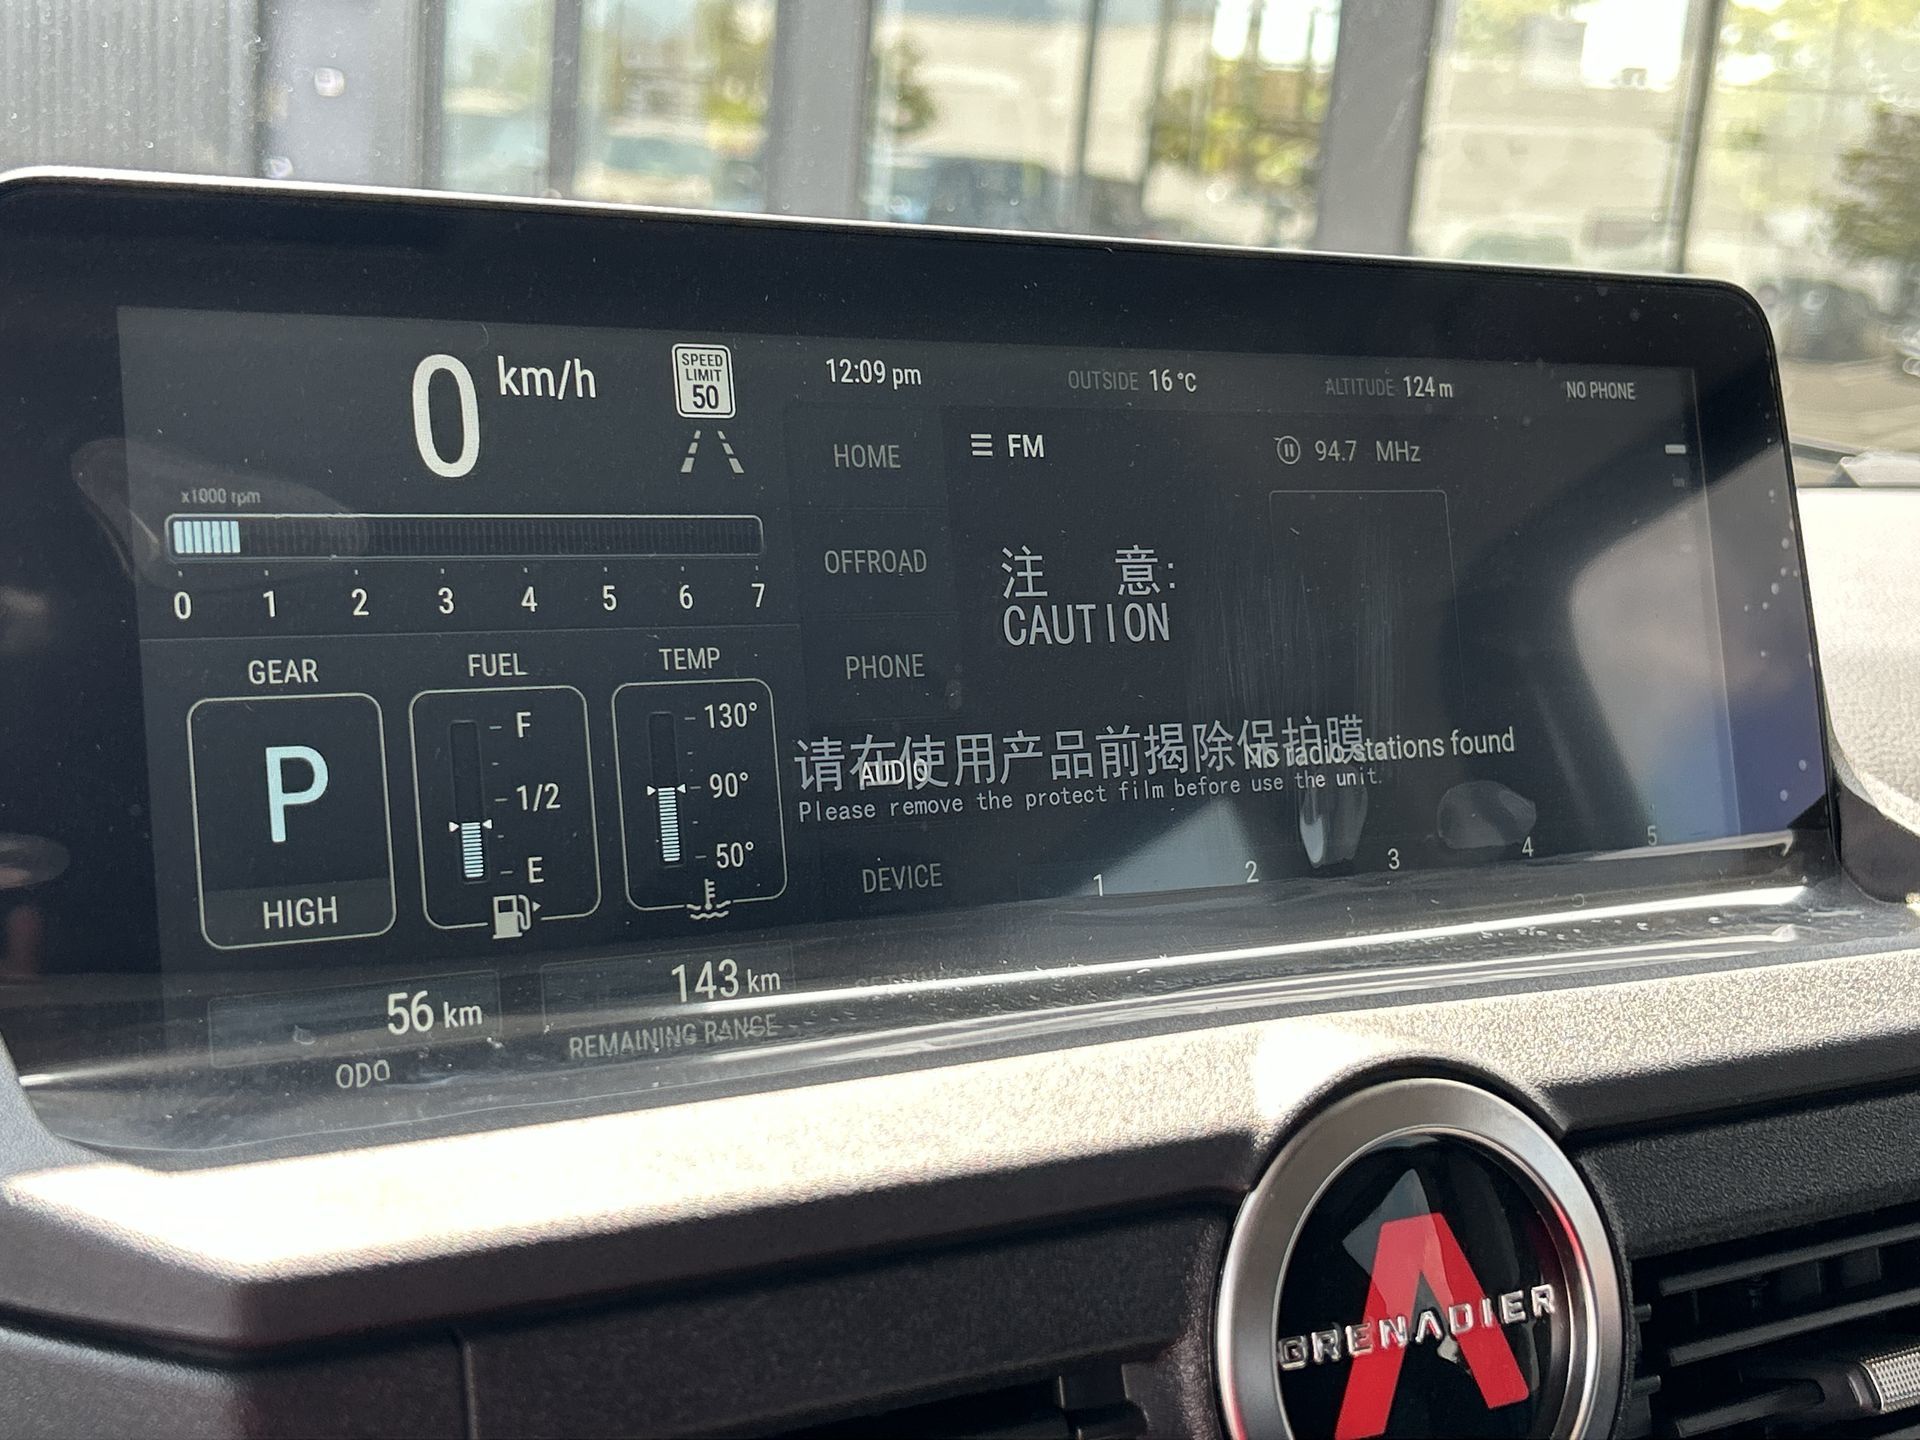 0 km/h
SPEED
LIMIT
50
12:09 pm
OUTSIDE 16°C
ALTITUDE 124 m
NO PHONE
x1000 rpm
0 1 2 3 4 5 6 7
HOME
OFFROAD
PHONE
AUDIO
DEVICE
FM
94.7 MHz
注 意:
CAUTION
请在使用产品前揭除保护膜
Please remove the protect film before use the unit.
No radio stations found
1 2 3 4 5
GEAR
P
HIGH
FUEL
F
1/2
E
TEMP
130°
90°
50°
56 km
ODO
143 km
REMAINING RANGE
GRENADIER